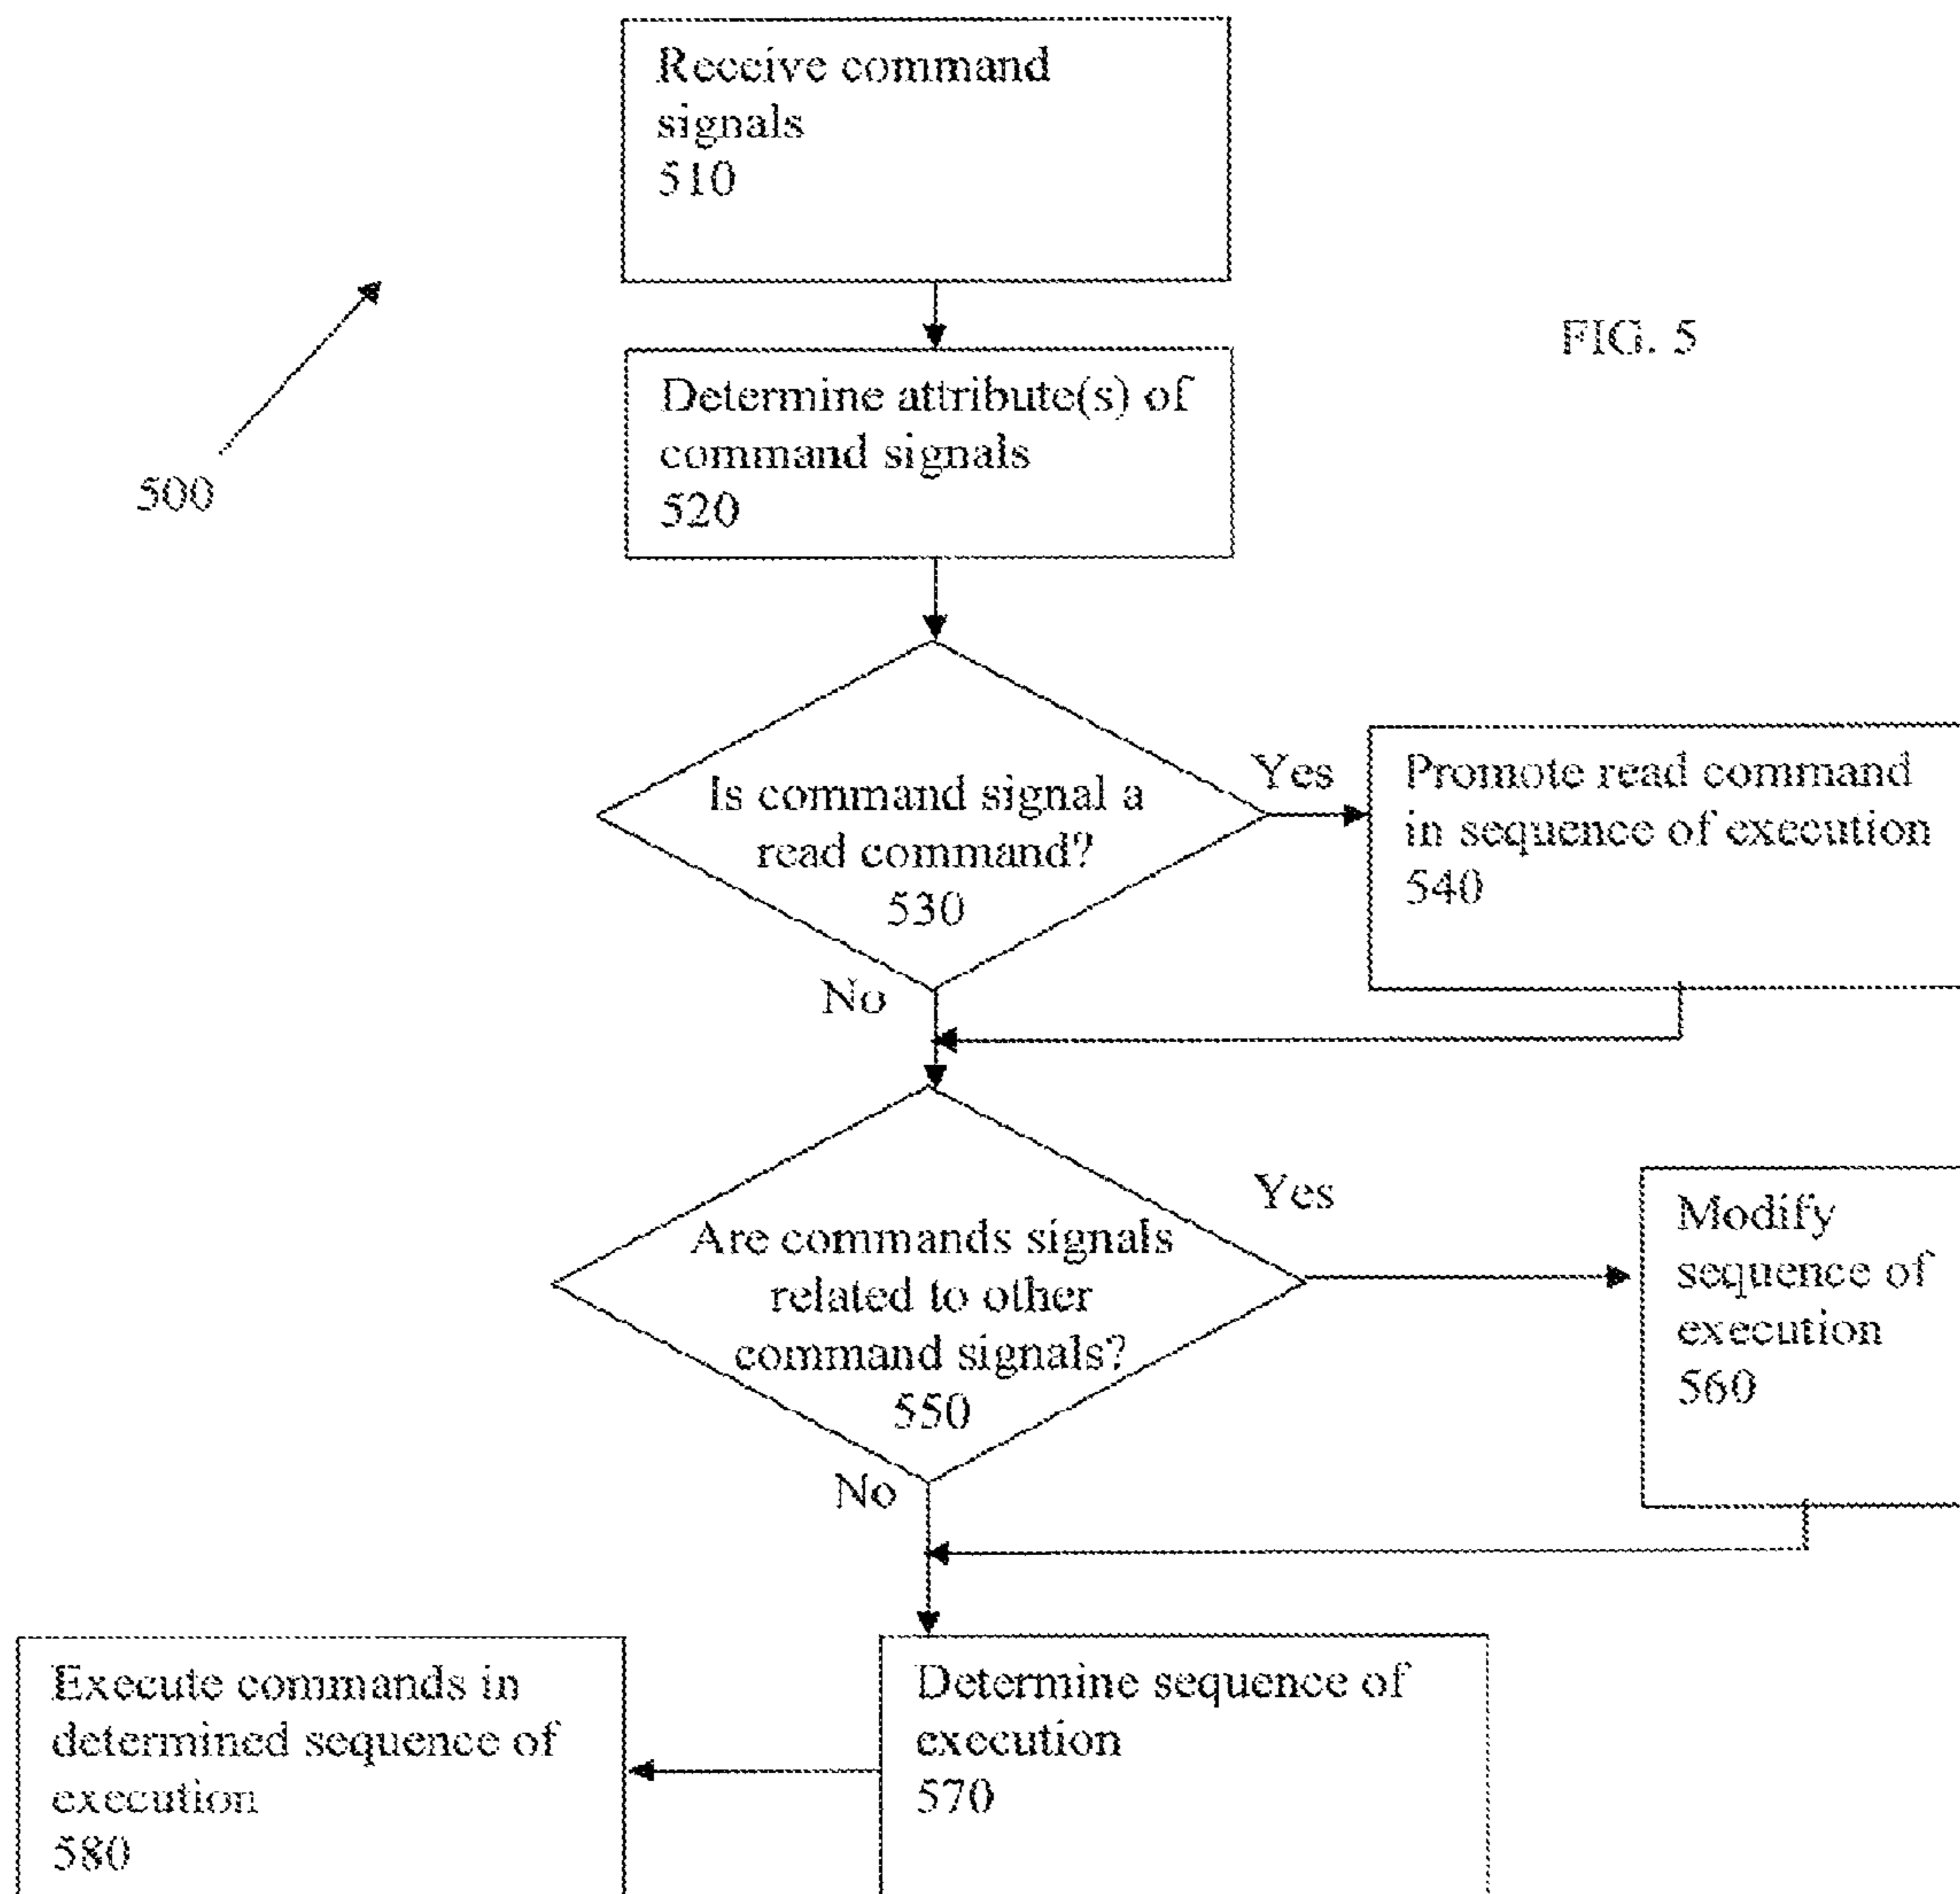 Receive command
signals
510
FIG. 5
Determine attribute(s) of
command signals
520
500
Is command signal a
read command?
530
Yes
Promote read command
in sequence of execution
540
No
Are commands signals
related to other
command signals?
550
Yes
Modify
sequence of
execution
560
No
Execute commands in
determined sequence of
execution
580
Determine sequence of
execution
570